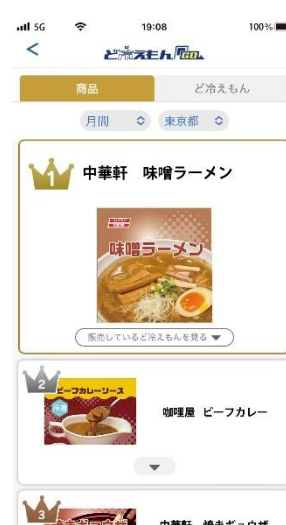 5G 19:08 100%
ど冷えもんGO
商品 ど冷えもん
月間 東京都
1 中華軒 味噌ラーメン
味噌ラーメン
販売しているど冷えもんを見る
2
ビーフカレーソース
咖喱屋 ビーフカレー
3
中華軒 焼きギョウザ